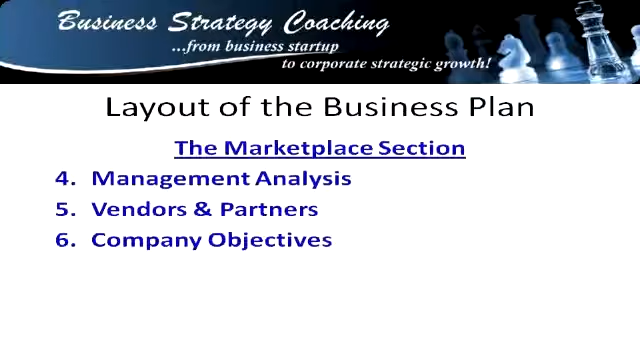 Business Strategy Coaching
...from business startup
to corporate strategic growth!
Layout of the Business Plan
The Marketplace Section
4. Management Analysis
5. Vendors & Partners
6. Company Objectives